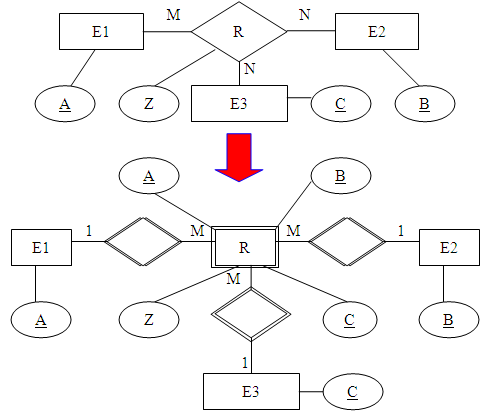 M N
E1 R E2
N
A Z E3 C B
A B
1 M M 1
E1 R E2
M
A Z C B
1
E3 C